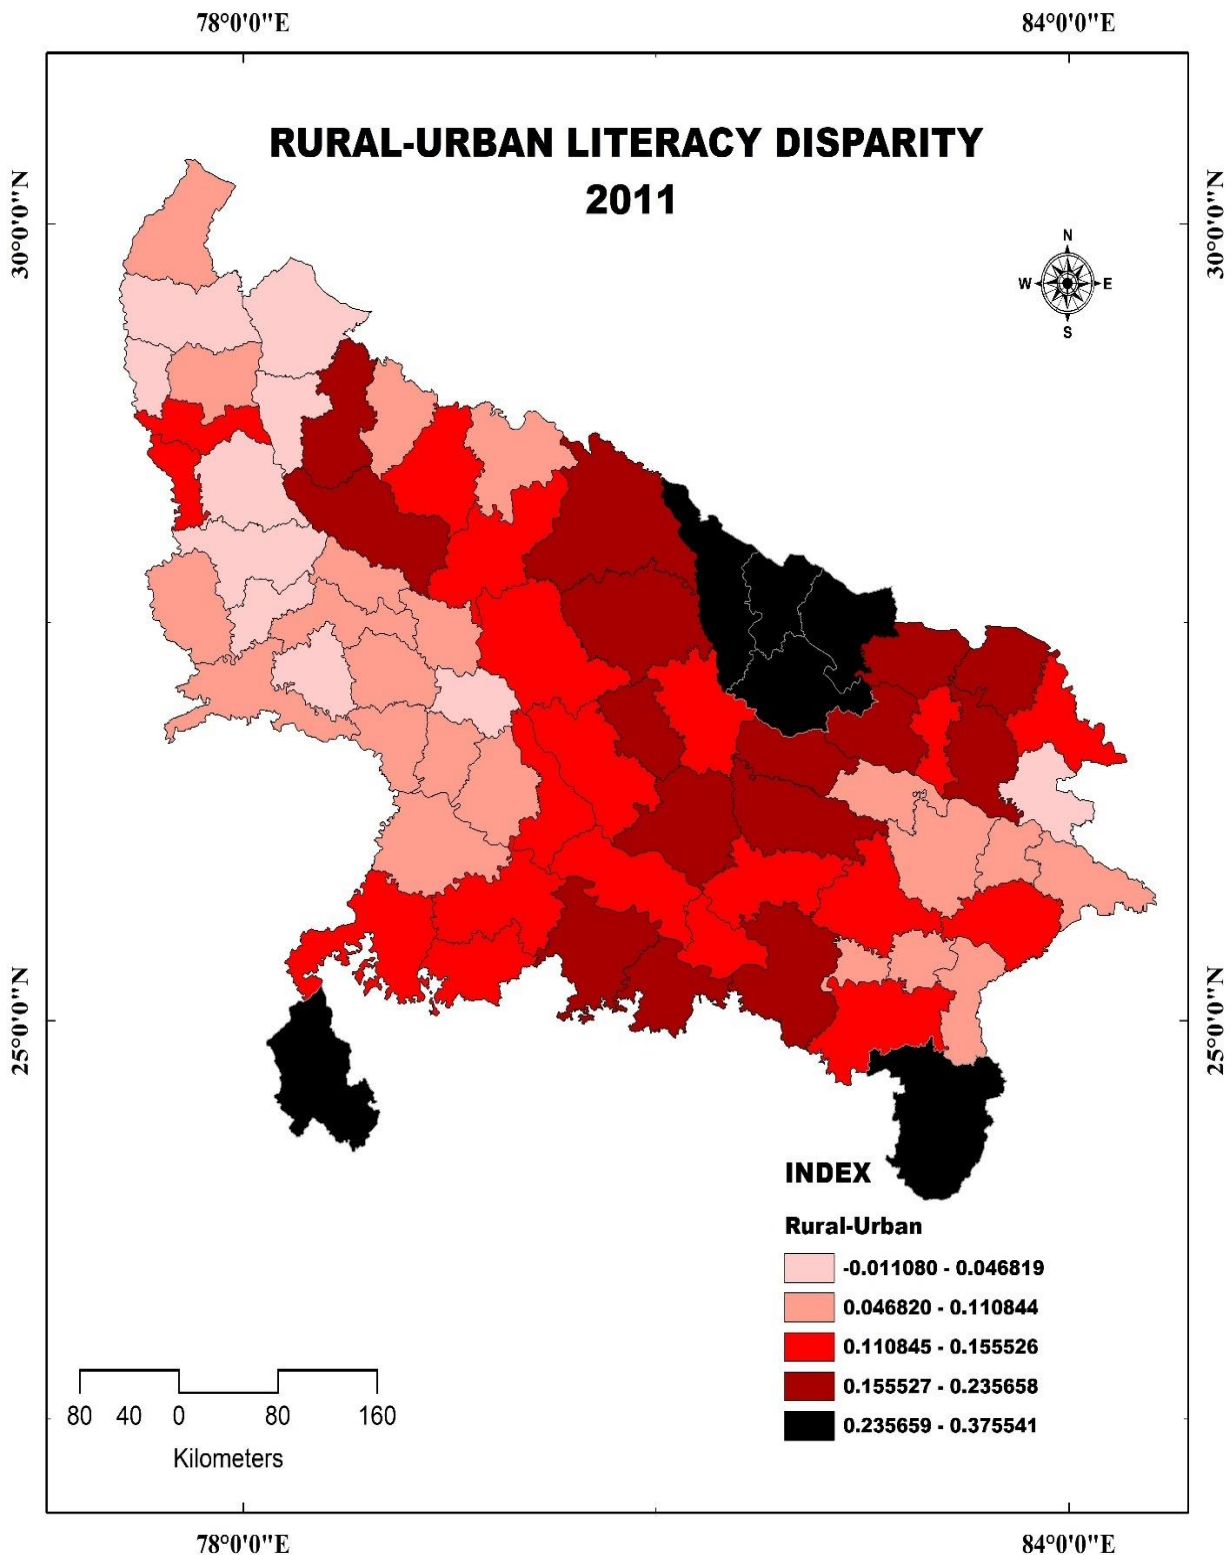 78°0'0"E 84°0'0"E
RURAL-URBAN LITERACY DISPARITY
2011
30°0'0"N 30°0'0"N
N
W E
S
25°0'0"N 25°0'0"N
INDEX
Rural-Urban
-0.011080 - 0.046819
0.046820 - 0.110844
0.110845 - 0.155526
0.155527 - 0.235658
0.235659 - 0.375541
80 40 0 80 160
Kilometers
78°0'0"E 84°0'0"E